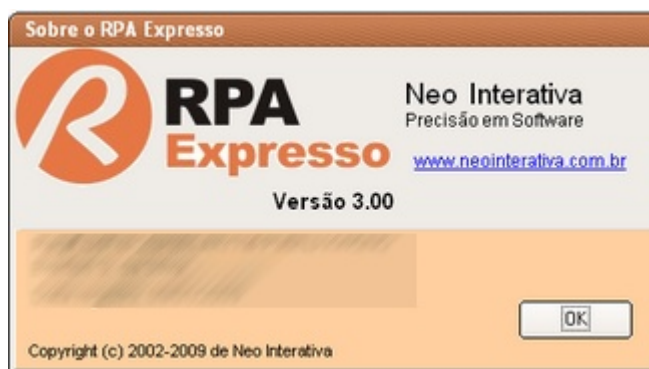 Sobre o RPA Expresso
RPA
Expresso
Neo Interativa
Precisão em Software
www.neointerativa.com.br
Versão 3.00
OK
Copyright (c) 2002-2009 de Neo Interativa